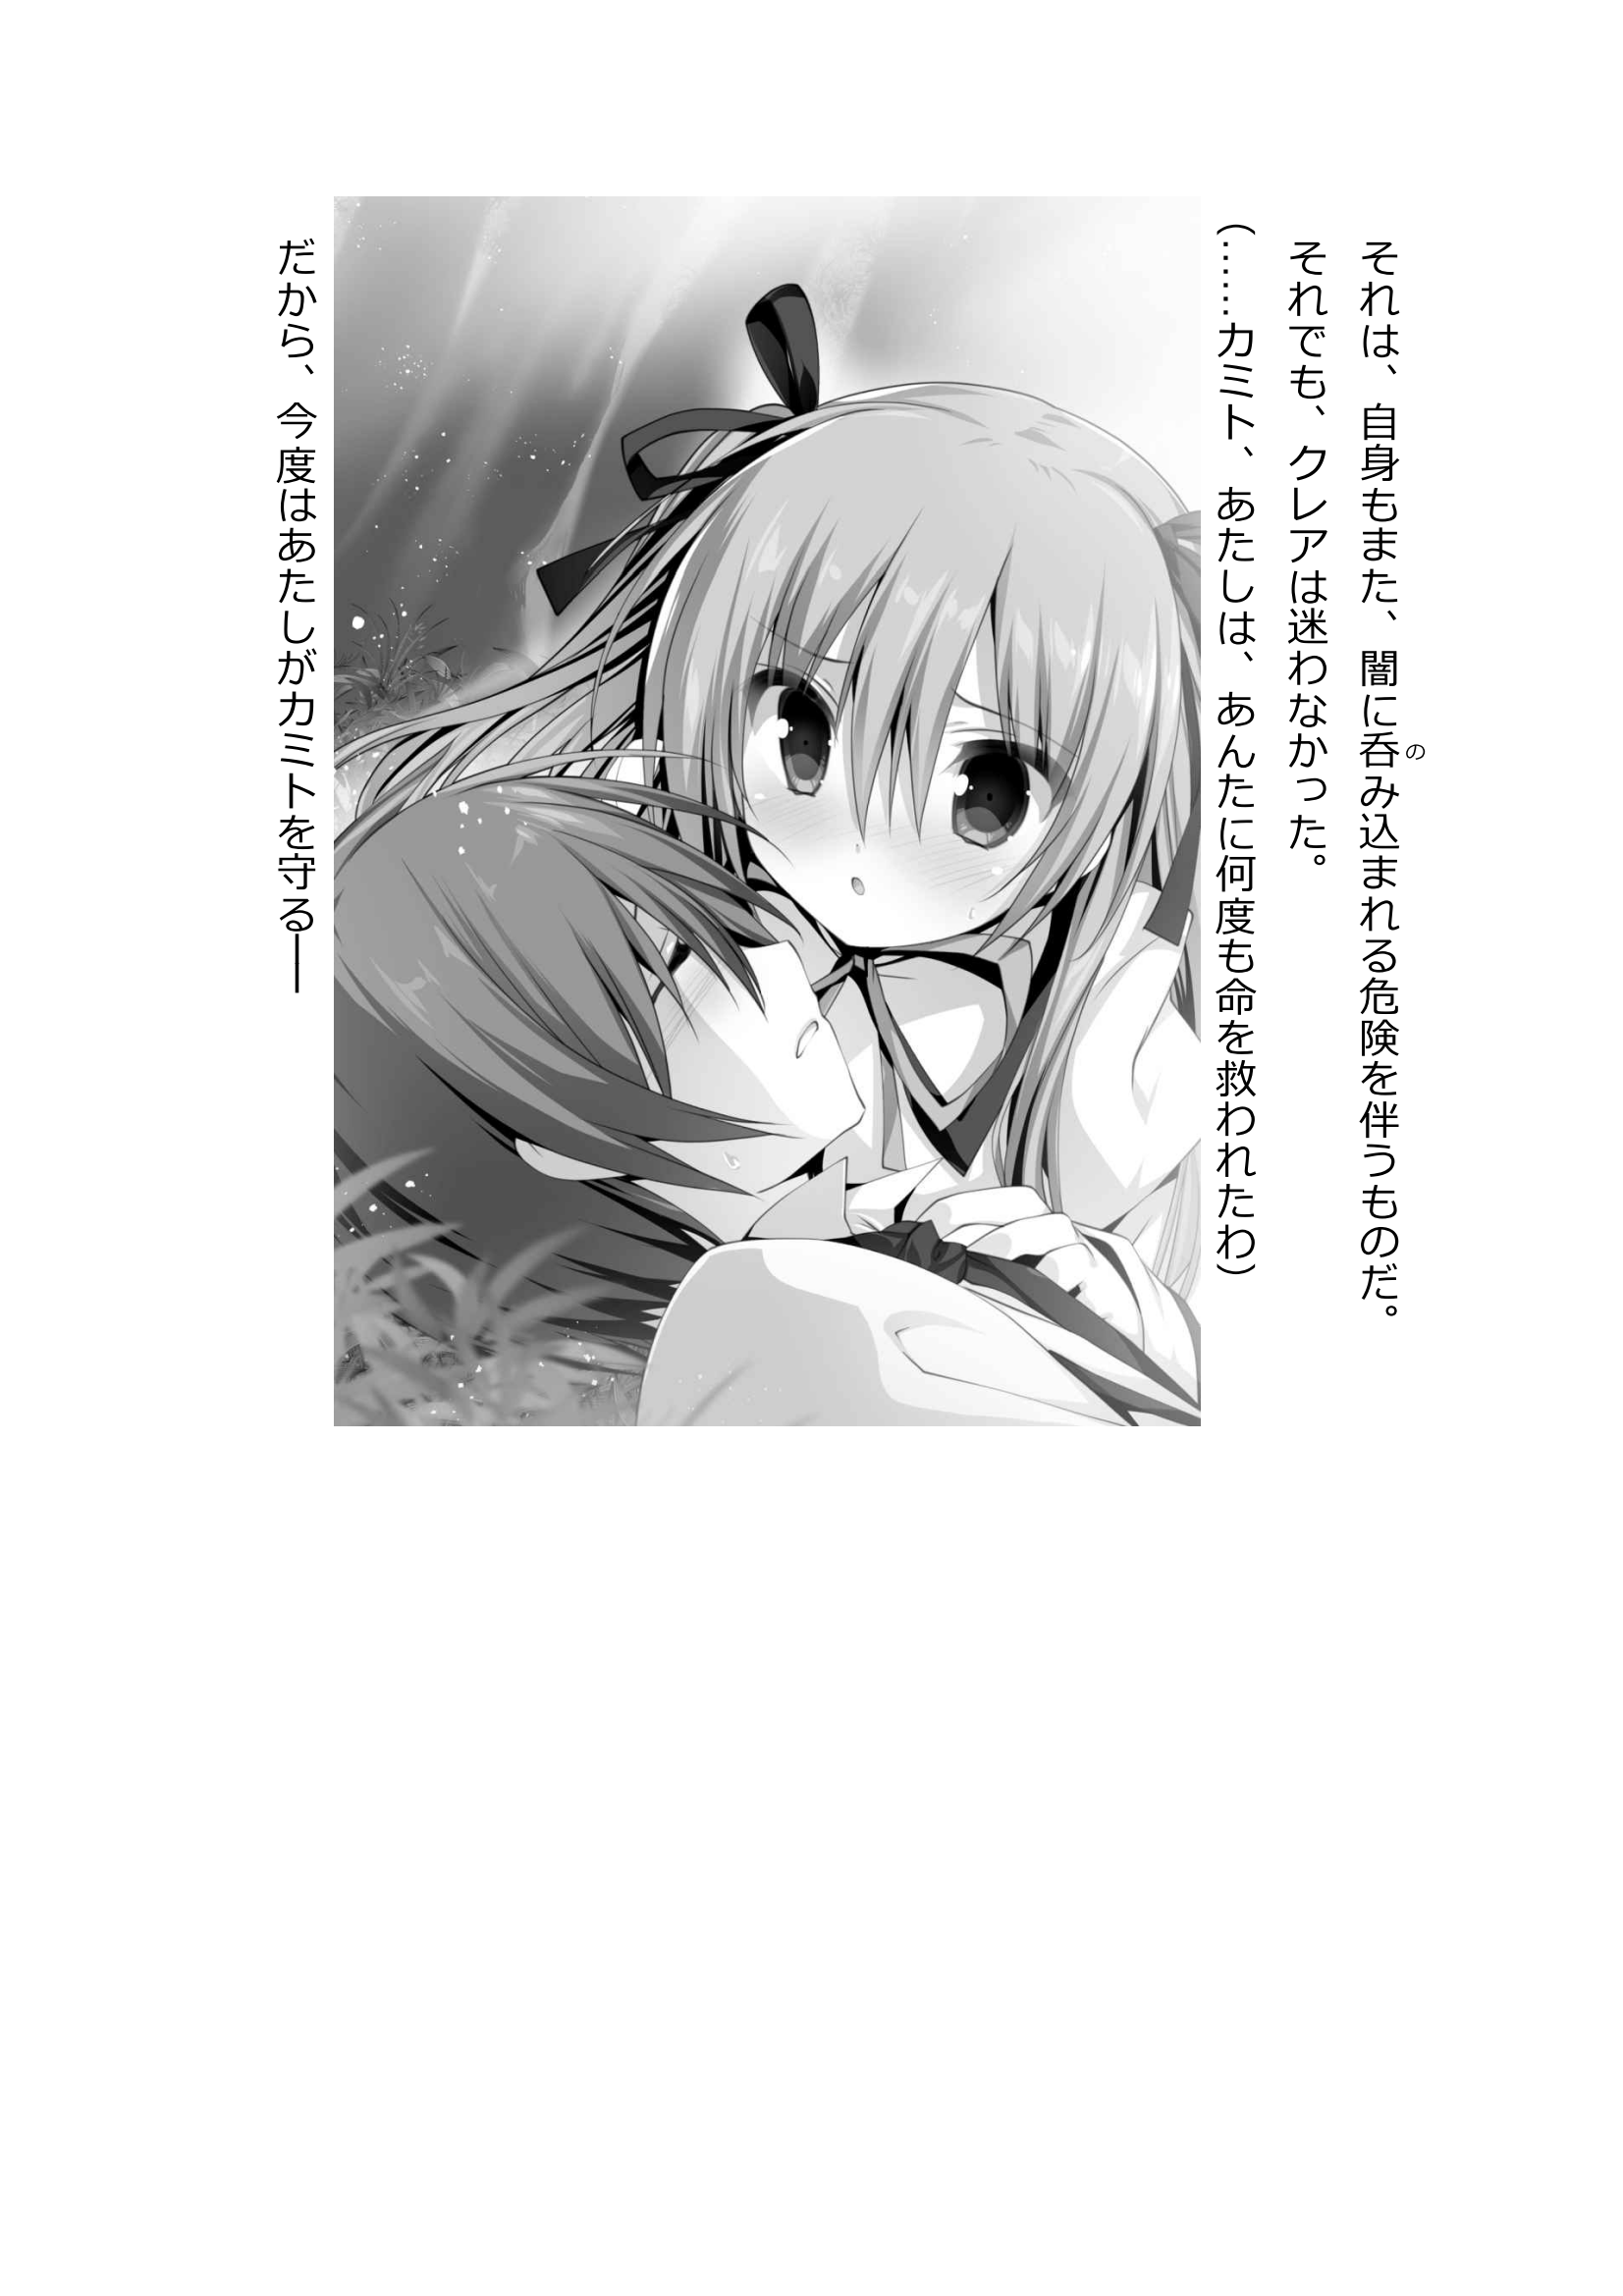 それは、自身もまた、闇に呑み込まれる危険を伴うものだ。
の
それでも、クレアは迷わなかった。
（……カミト、あたしは、あんたに何度も命を救われたわ）
だから、今度はあたしがカミトを守る――